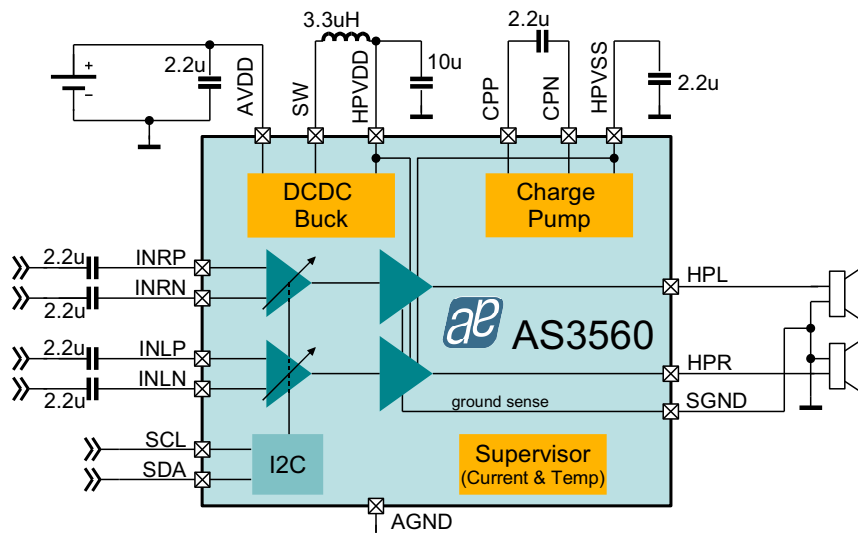 3.3uH
2.2u
+
−
2.2u
10u
2.2u
AVDD
SW
HPVDD
CPP
CPN
HPVSS
DCDC
Buck
Charge
Pump
2.2u
INRP
INRN
2.2u
HPL
ae
AS3560
2.2u
INLP
INLN
2.2u
HPR
ground sense
SGND
SCL
SDA
I2C
Supervisor
(Current & Temp)
AGND